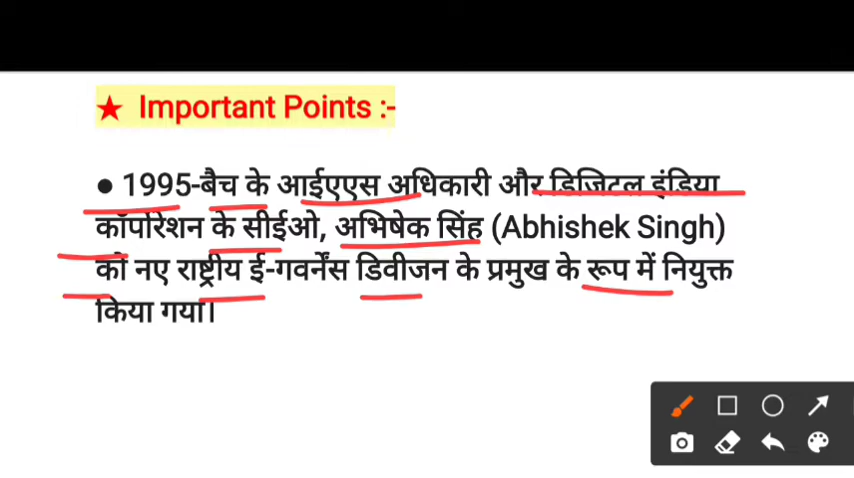 ★ Important Points :-
● 1995-बैच के आईएएस अधिकारी और डिजिटल इंडिया
कॉर्पोरेशन के सीईओ, अभिषेक सिंह (Abhishek Singh)
को नए राष्ट्रीय ई-गवर्नेंस डिवीजन के प्रमुख के रूप में नियुक्त
किया गया।